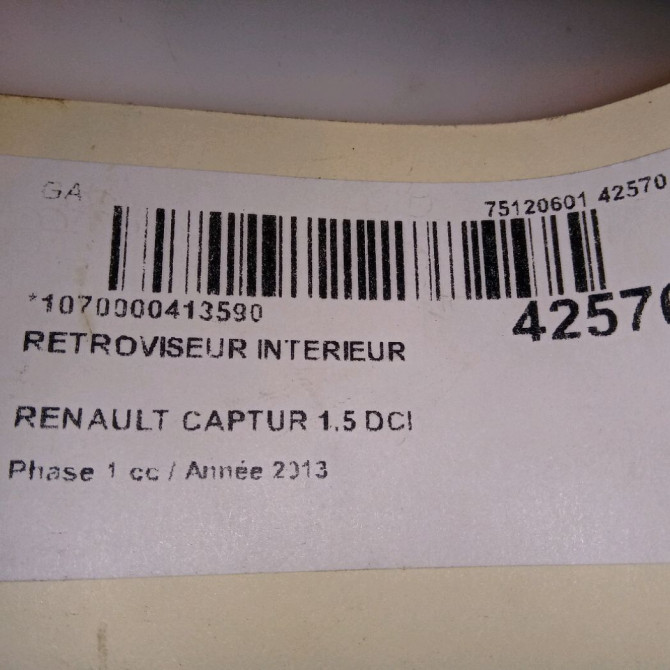 GA
75120601 42570
*1070000413590
42570
RETROVISEUR INTERIEUR
RENAULT CAPTUR 1.5 DCI
Phase 1 cc / Année 2013